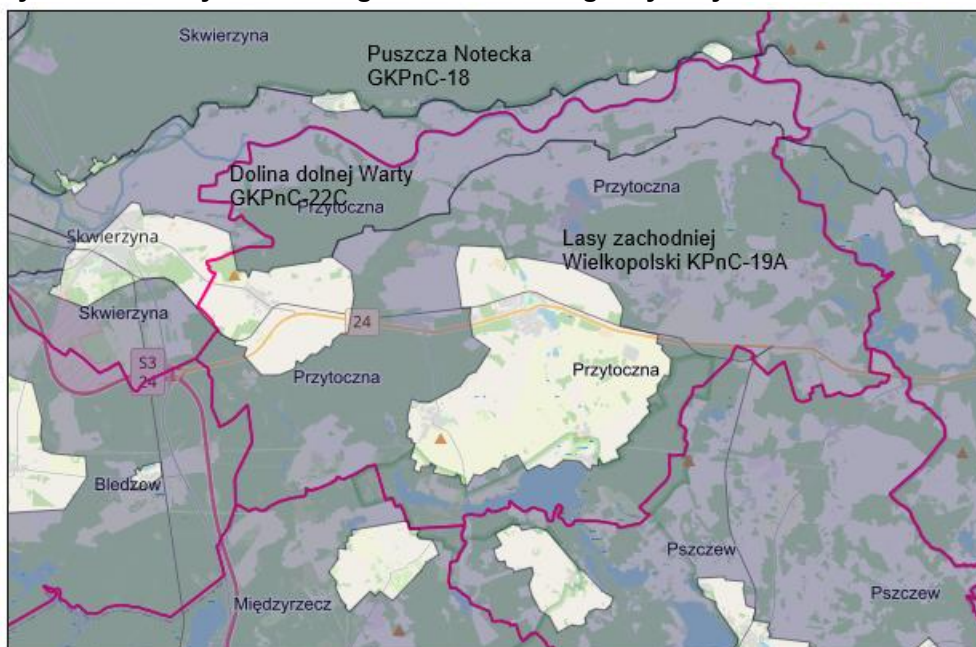 Skwierzyna
Puszcza Notecka
GKPnC-18
Dolina dolnej Warty
GKPnC-22C
Przytoczna
Przytoczna
Skwierzyna
Lasy zachodniej
Wielkopolski KPnC-19A
Skwierzyna
24
S3
24
Przytoczna
Przytoczna
Bledzew
Pszczew
Międzyrzecz
Pszczew